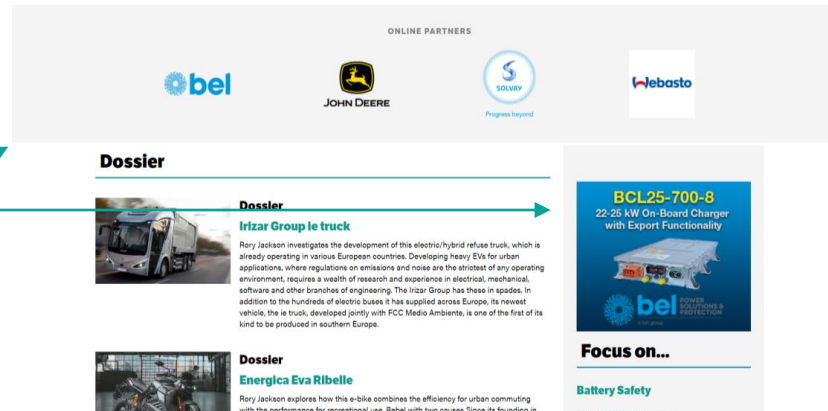 ONLINE PARTNERS
bel
JOHN DEERE
SOLVAY
Progress beyond
Webasto
Dossier
Dossier
Irizar Group ie truck
Rory Jackson investigates the development of this electric/hybrid refuse truck, which is
already operating in various European countries. Developing heavy EVs for urban
applications, where regulations on emissions and noise are the strictest of any operating
environment, requires a wealth of research and experience in electrical, mechanical,
software and other branches of engineering. The Irizar Group has these in spades. In
addition to the hundreds of electric buses it has supplied across Europe, its newest
vehicle, the ie truck, developed jointly with FCC Medio Ambiente, is one of the first of its
kind to be produced in southern Europe.
Dossier
Energica Eva Ribelle
Rory Jackson explores how this e-bike combines the efficiency for urban commuting
with the performance for recreational use. Rebel with two causes Since its founding in
BCL25-700-8
22-25 kW On-Board Charger
with Export Functionality
bel POWER
SOLUTIONS &
PROTECTION
Focus on...
Battery Safety